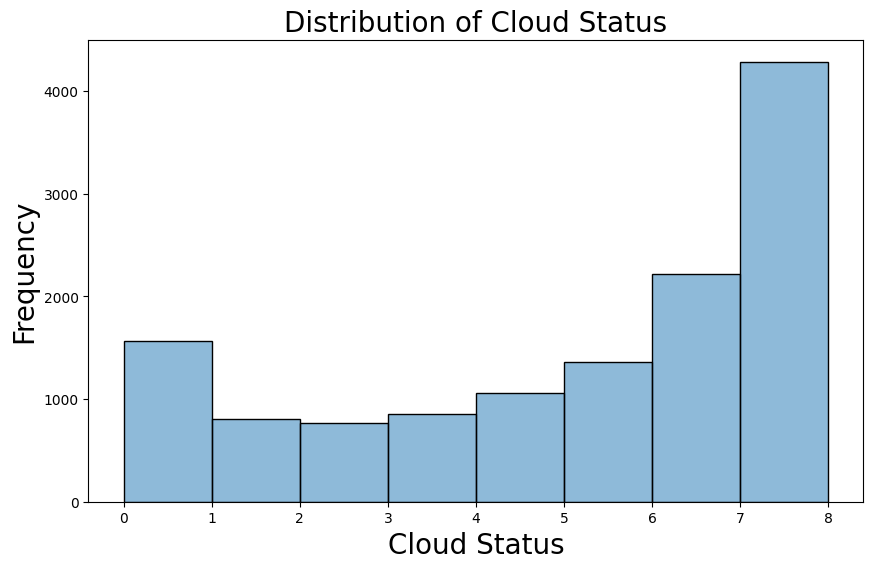 Distribution of Cloud Status
Frequency
4000
3000
2000
1000
0
0 1 2 3 4 5 6 7 8
Cloud Status